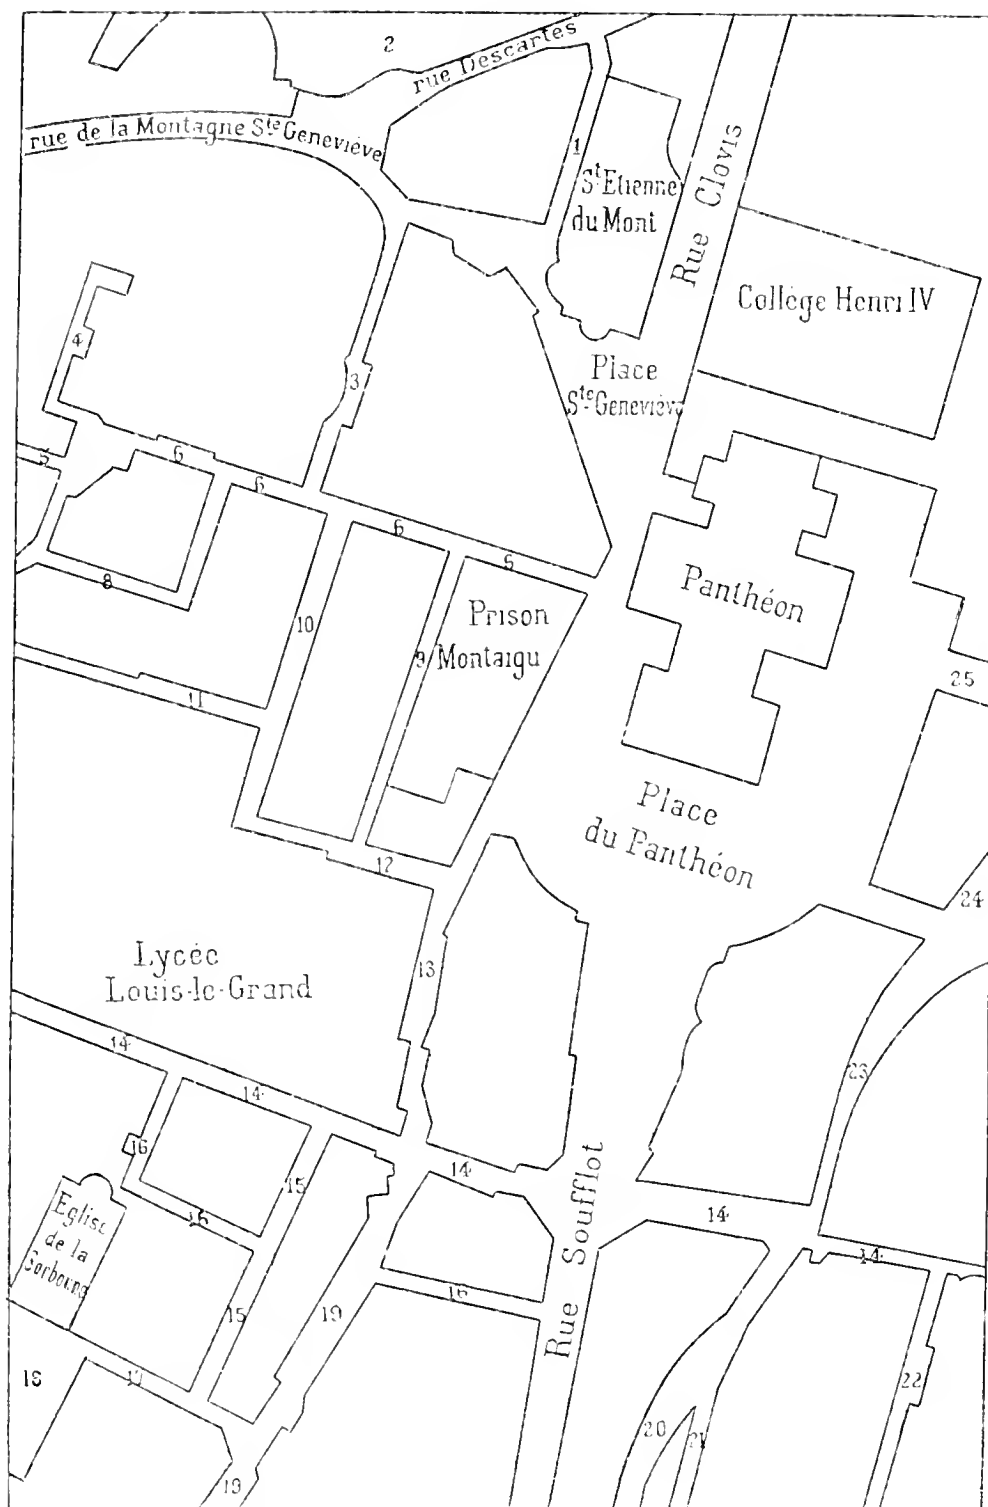 2
rue Descartes
rue de la Montagne Ste Geneviève
1
St Etienne
du Mont
Rue Clovis
Collège Henri IV
4
3
Place
Ste Geneviève
5
6
6
6
6
8
Panthéon
Prison
Montaigu
10
9
25
11
Place
du Panthéon
12
24
Lycée
Louis-le-Grand
13
14
14
23
16
15
14
Eglise
de la
Sorbonne
16
14
14
Rue Soufflot
15
19
16
17
18
22
20
21
19